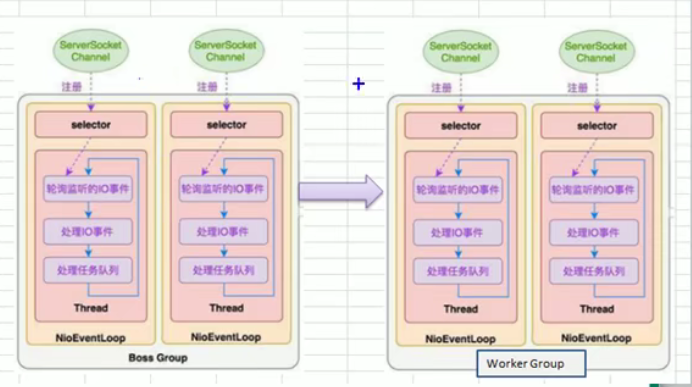 ServerSocket
Channel
ServerSocket
Channel
ServerSocket
Channel
ServerSocket
Channel
注册
注册
注册
注册
selector
selector
selector
selector
轮询监听的IO事件
轮询监听的IO事件
轮询监听的IO事件
轮询监听的IO事件
处理IO事件
处理IO事件
处理IO事件
处理IO事件
处理任务队列
处理任务队列
处理任务队列
处理任务队列
Thread
Thread
Thread
Thread
NioEventLoop
NioEventLoop
NioEventLoop
NioEventLoop
Boss Group
Worker Group